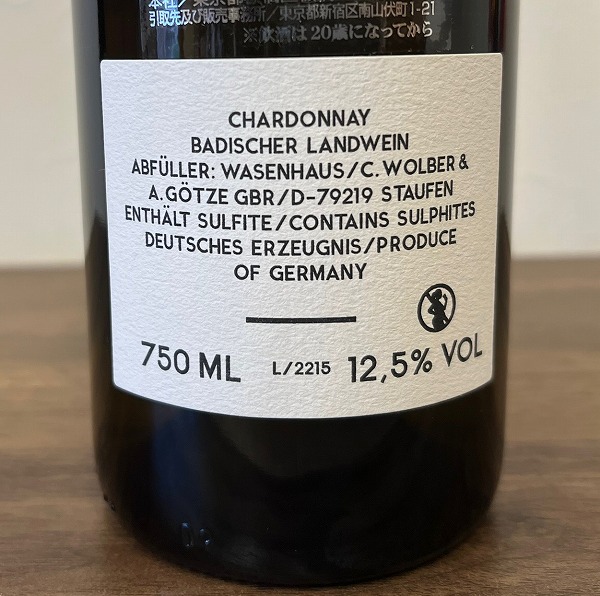 引取先及び販売事務所/東京都新宿区南山伏町1-21
※飲酒は20歳になってから
CHARDONNAY
BADISCHER LANDWEIN
ABFÜLLER: WASENHAUS/C. WOLBER &
A. GÖTZE GBR/D-79219 STAUFEN
ENTHÄLT SULFITE/CONTAINS SULPHITES
DEUTSCHES ERZEUGNIS/PRODUCE
OF GERMANY
750 ML L/2215 12,5% VOL